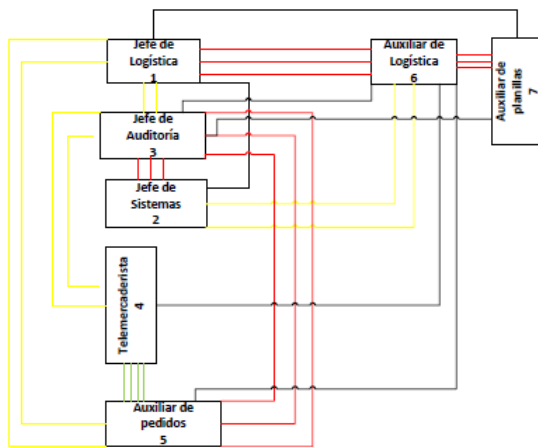 Jefe de
Logística
1
Auxiliar de
Logística
6
Auxiliar de
planillas
7
Jefe de
Auditoría
3
Jefe de
Sistemas
2
Telemercaderista
4
Auxiliar de
pedidos
5